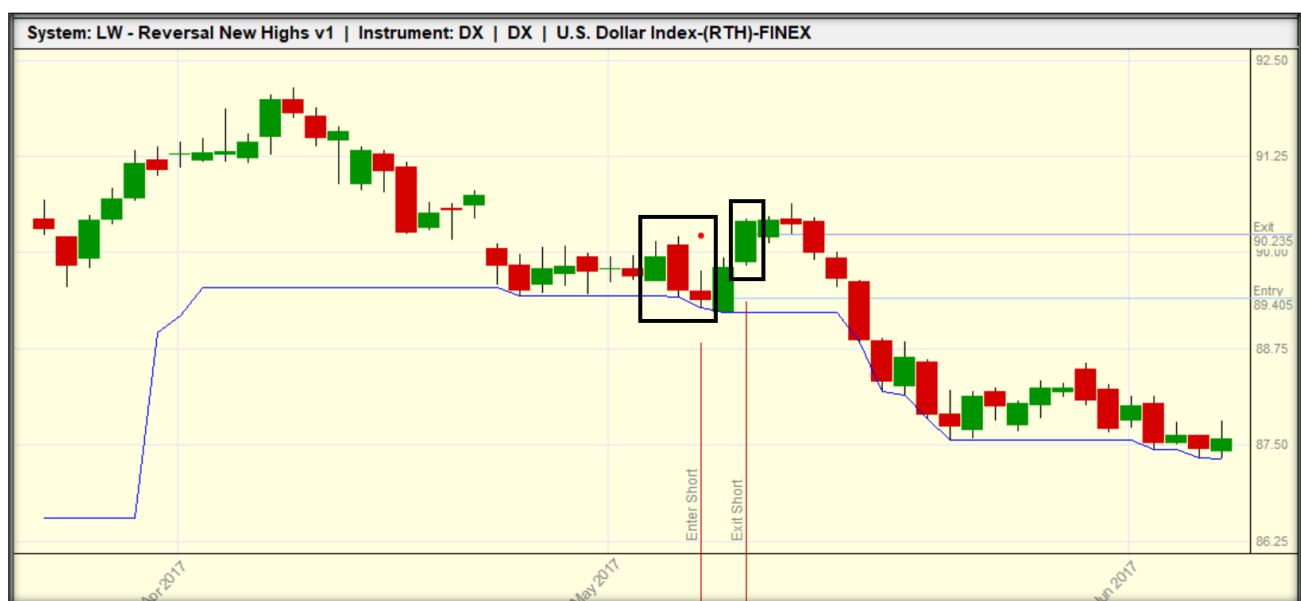 System: LW - Reversal New Highs v1 | Instrument: DX | DX | U.S. Dollar Index-(RTH)-FINEX
92.50
91.25
Exit
90.235
90.00
Entry
89.405
88.75
87.50
86.25
Enter Short
Exit Short
Apr 2017
May 2017
Jun 2017